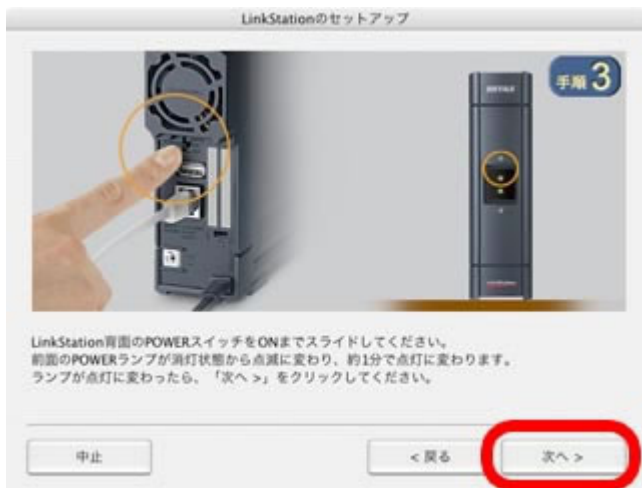 LinkStationのセットアップ
手順 3
BUFFALO
LinkStation背面のPOWERスイッチをONまでスライドしてください。
前面のPOWERランプが消灯状態から点滅に変わり、約1分で点灯に変わります。
ランプが点灯に変わったら、「次へ >」をクリックしてください。
中止
< 戻る
次へ >